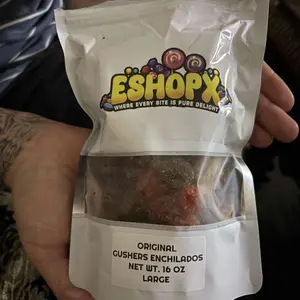 ESHOPX
WHERE EVERY BITE IS PURE DELIGHT
ORIGINAL
GUSHERS ENCHILADOS
NET WT. 16 OZ
LARGE